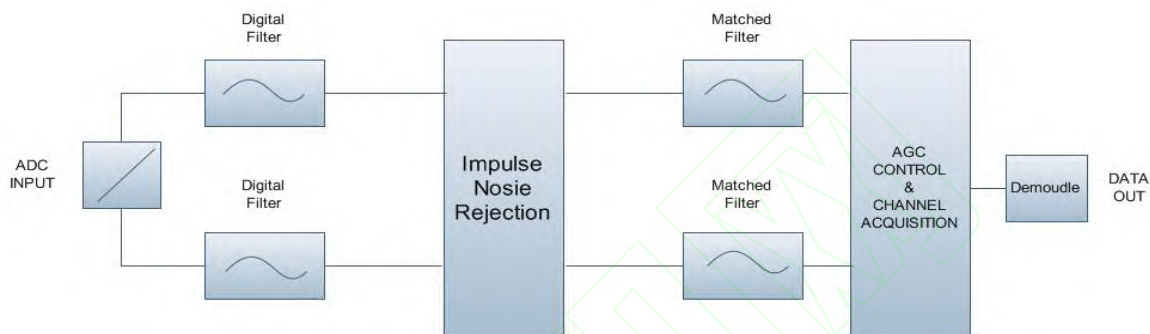 Digital
Filter
Matched
Filter
ADC
INPUT
Impulse
Nosie
Rejection
AGC
CONTROL
&
CHANNEL
ACQUISITION
Demoudle
DATA
OUT
Digital
Filter
Matched
Filter